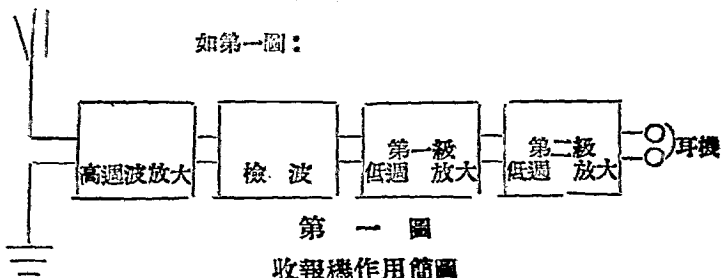 如第一圖：
高週波放大
檢波
第一級
低週放大
第二級
低週放大
耳機
第一圖
收報機作用簡圖